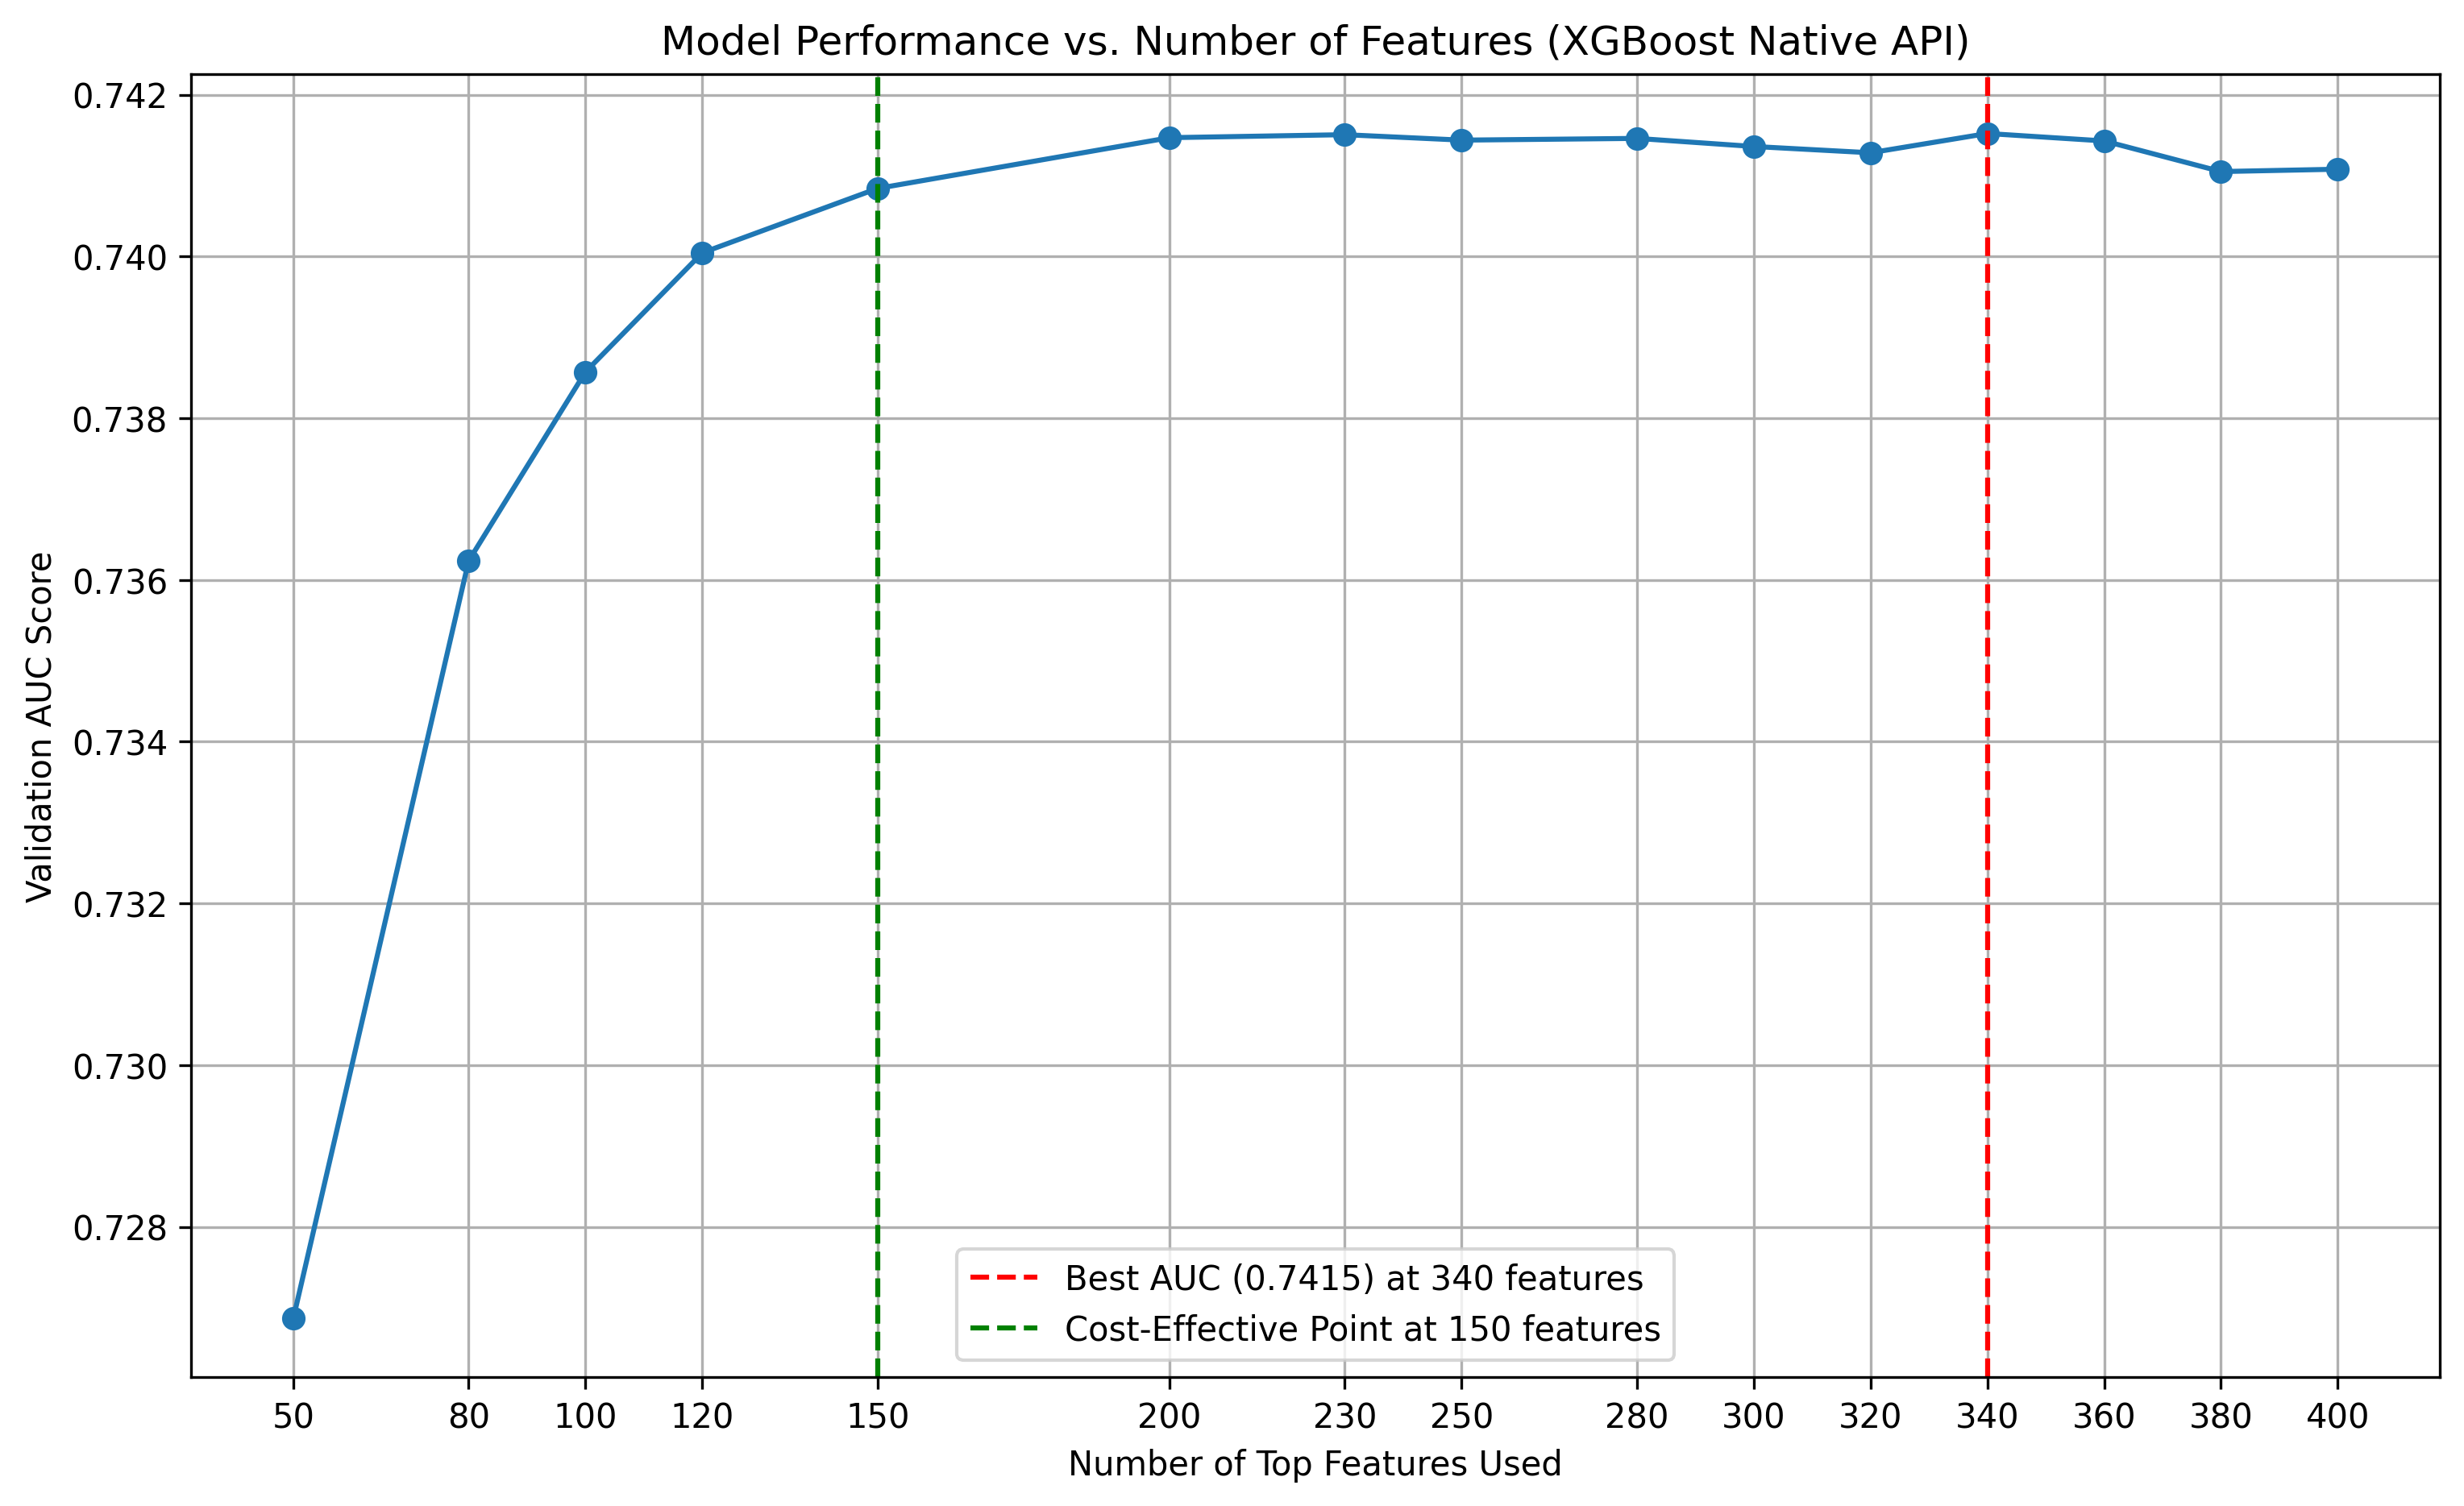 Model Performance vs. Number of Features (XGBoost Native API)
Validation AUC Score
0.742
0.740
0.738
0.736
0.734
0.732
0.730
0.728
Best AUC (0.7415) at 340 features
Cost-Effective Point at 150 features
50 80 100 120 150 200 230 250 280 300 320 340 360 380 400
Number of Top Features Used